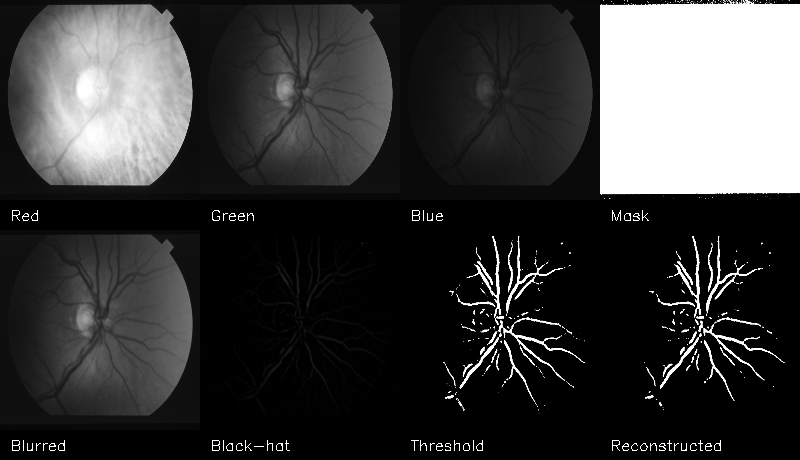 Red
Green
Blue
Mask
Blurred
Black-hat
Threshold
Reconstructed